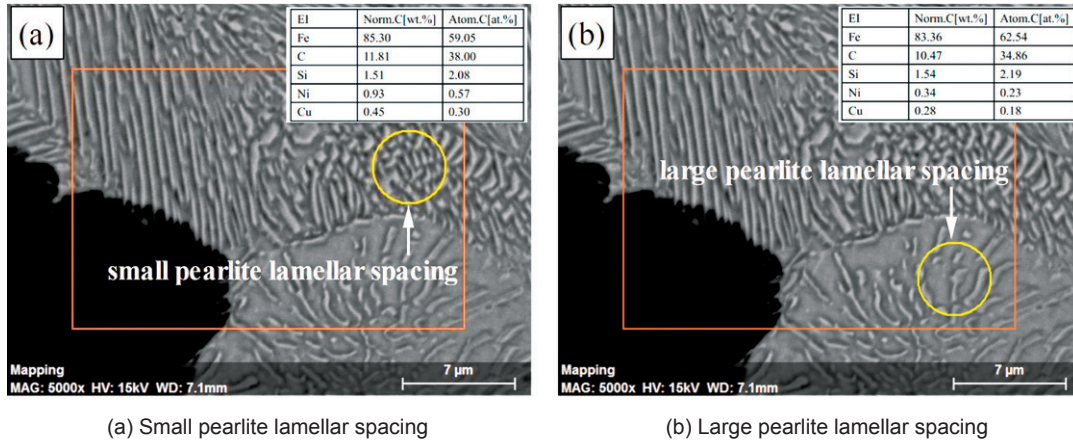 (a)
El Norm.C[wt.%] Atom.C[at.%]
Fe 85.30 59.05
C 11.81 38.00
Si 1.51 2.08
Ni 0.93 0.57
Cu 0.45 0.30
small pearlite lamellar spacing
Mapping
MAG: 5000x HV: 15kV WD: 7.1mm
7 µm
(a) Small pearlite lamellar spacing
(b)
El Norm.C[wt.%] Atom.C[at.%]
Fe 83.36 62.54
C 10.47 34.86
Si 1.54 2.19
Ni 0.34 0.23
Cu 0.28 0.18
large pearlite lamellar spacing
Mapping
MAG: 5000x HV: 15kV WD: 7.1mm
7 µm
(b) Large pearlite lamellar spacing